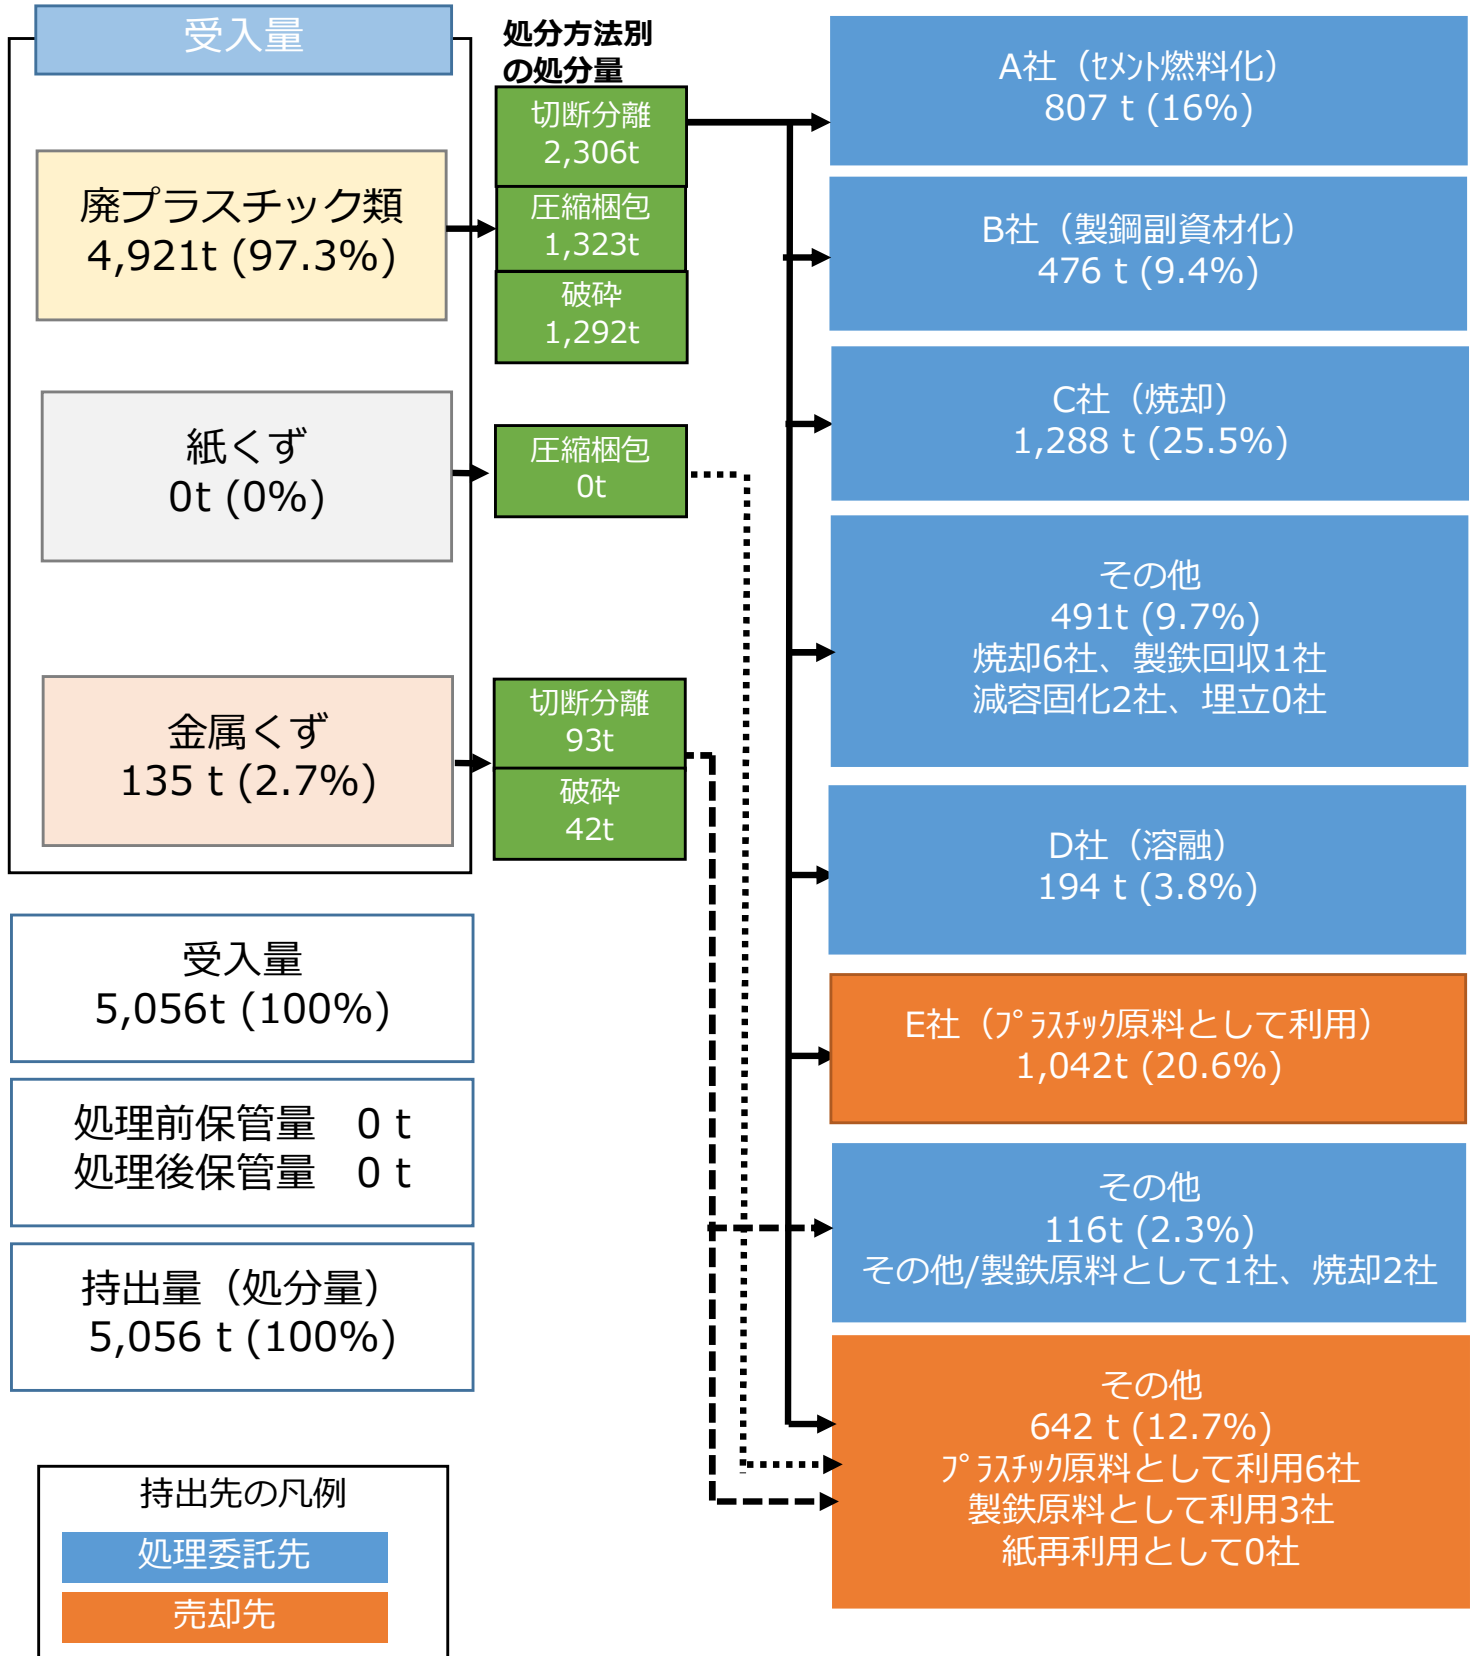 受入量
廃プラスチック類
4,921t (97.3%)
紙くず
0t (0%)
金属くず
135 t (2.7%)
受入量
5,056t (100%)
処理前保管量　0 t
処理後保管量　0 t
持出量（処分量）
5,056 t (100%)
持出先の凡例
処理委託先
売却先
処分方法別
の処分量
切断分離
2,306t
圧縮梱包
1,323t
破砕
1,292t
圧縮梱包
0t
切断分離
93t
破砕
42t
A社（ｾﾒﾝﾄ燃料化）
807 t (16%)
B社（製鋼副資材化）
476 t (9.4%)
C社（焼却）
1,288 t (25.5%)
その他
491t (9.7%)
焼却6社、製鉄回収1社
減容固化2社、埋立0社
D社（溶融）
194 t (3.8%)
E社（ﾌﾟﾗｽﾁｯｸ原料として利用）
1,042t (20.6%)
その他
116t (2.3%)
その他/製鉄原料として1社、焼却2社
その他
642 t (12.7%)
ﾌﾟﾗｽﾁｯｸ原料として利用6社
製鉄原料として利用3社
紙再利用として0社